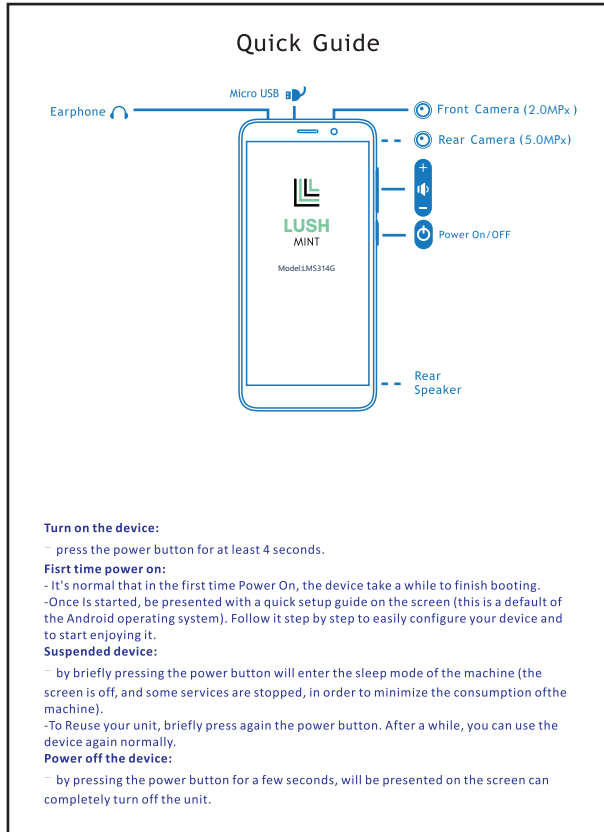 Quick Guide
Micro USB
Earphone
Front Camera (2.0MPx )
Rear Camera (5.0MPx)
+
−
Power On/OFF
LUSH
MINT
Model:LM5314G
Rear
Speaker
Turn on the device:
– press the power button for at least 4 seconds.
Fisrt time power on:
- It's normal that in the first time Power On, the device take a while to finish booting.
-Once Is started, be presented with a quick setup guide on the screen (this is a default of
the Android operating system). Follow it step by step to easily configure your device and
to start enjoying it.
Suspended device:
– by briefly pressing the power button will enter the sleep mode of the machine (the
screen is off, and some services are stopped, in order to minimize the consumption ofthe
machine).
-To Reuse your unit, briefly press again the power button. After a while, you can use the
device again normally.
Power off the device:
– by pressing the power button for a few seconds, will be presented on the screen can
completely turn off the unit.